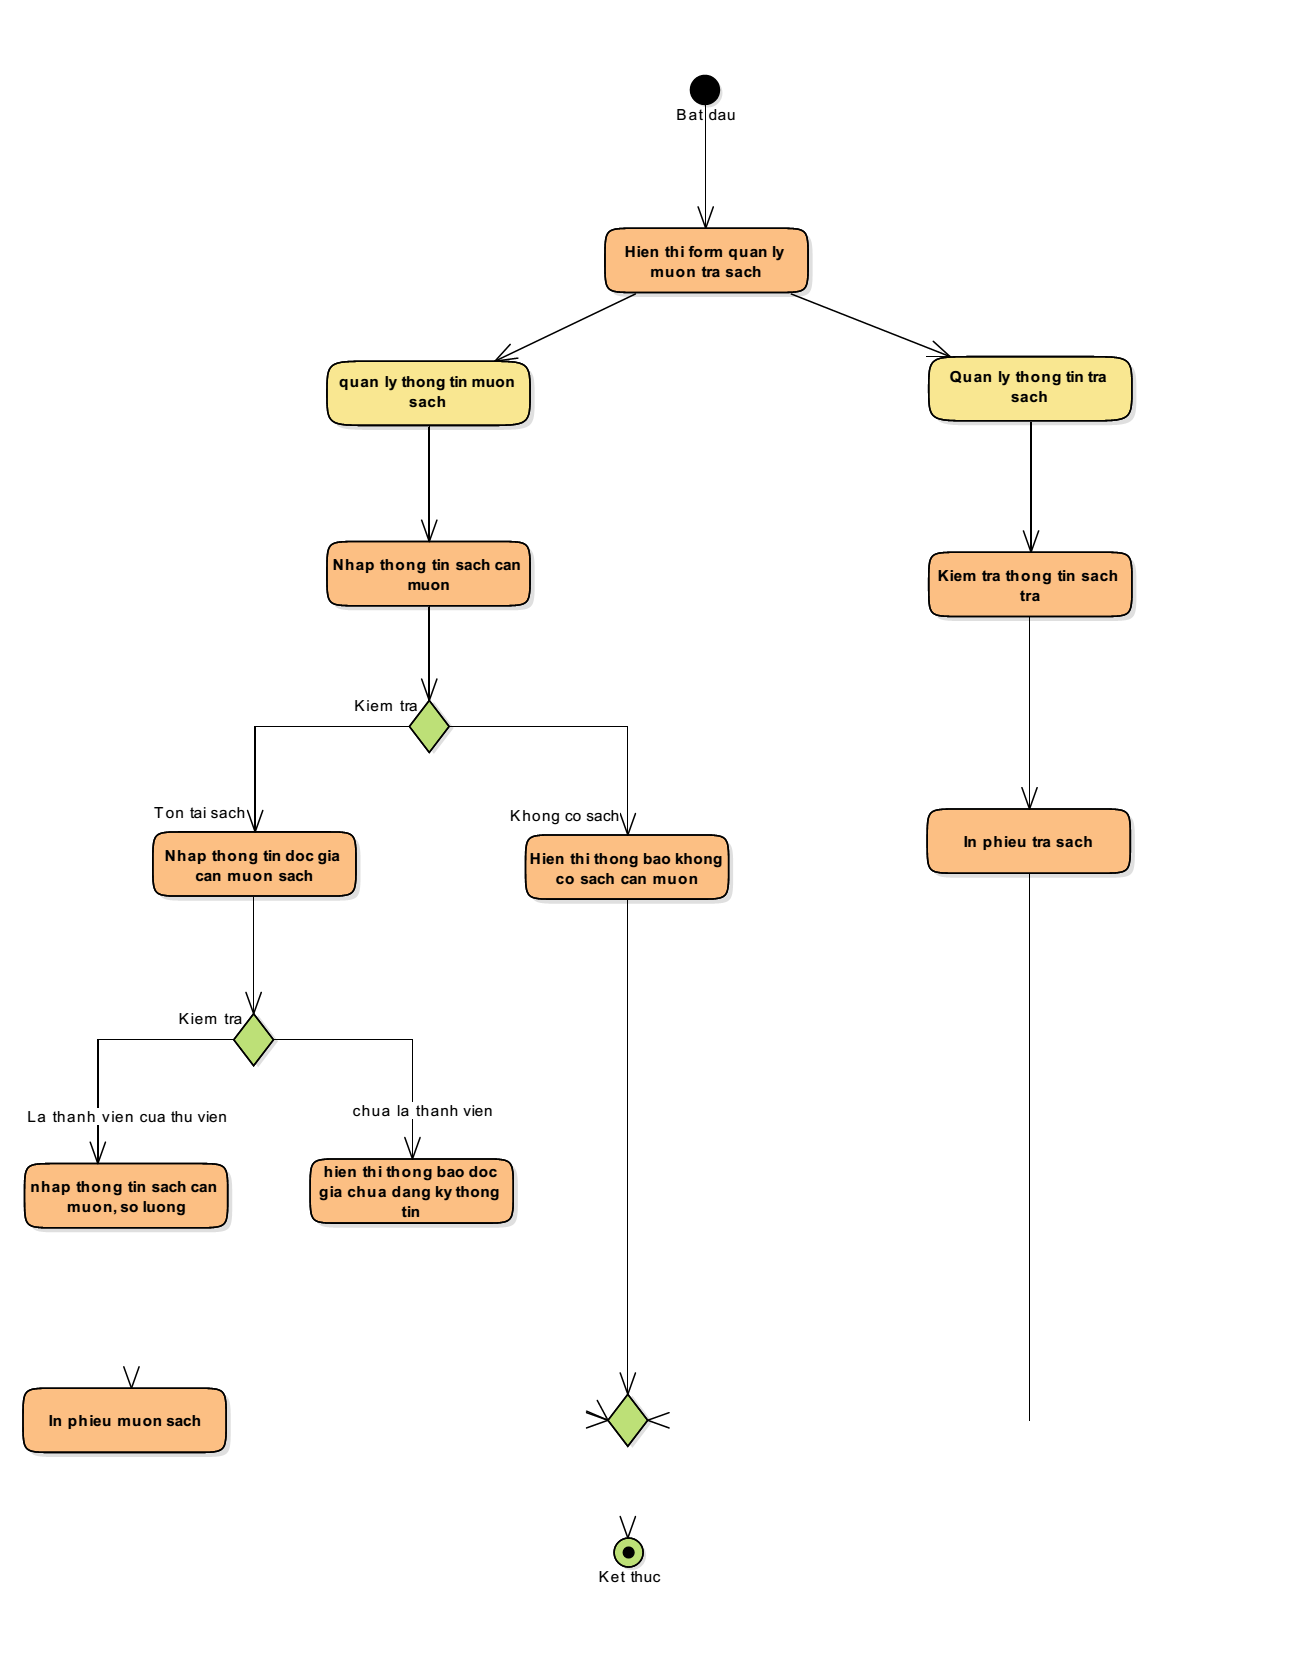 Bat dau
Hien thi form quan ly
muon tra sach
quan ly thong tin muon
sach
Quan ly thong tin tra
sach
Nhap thong tin sach can
muon
Kiem tra thong tin sach
tra
Kiem tra
Ton tai sach
Khong co sach
Nhap thong tin doc gia
can muon sach
Hien thi thong bao khong
co sach can muon
In phieu tra sach
Kiem tra
La thanh vien cua thu vien
chua la thanh vien
nhap thong tin sach can
muon, so luong
hien thi thong bao doc
gia chua dang ky thong
tin
In phieu muon sach
Ket thuc